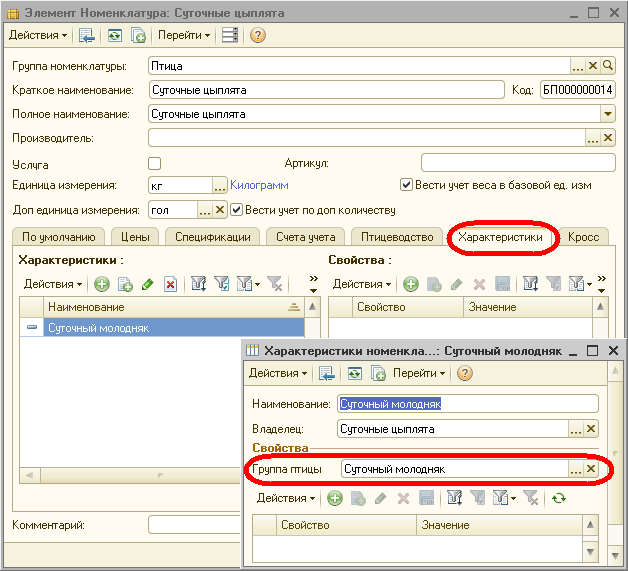 Элемент Номенклатура: Суточные цыплята
Действия Перейти
Группа номенклатуры: Птица
Краткое наименование: Суточные цыплята Код: БП000000014
Полное наименование: Суточные цыплята
Производитель:
Услуга Артикул:
Единица измерения: кг Килограмм Вести учет веса в базовой ед. изм
Доп единица измерения: гол Вести учет по доп количеству
По умолчанию Цены Спецификации Счета учета Птицеводство Характеристики Кросс
Характеристики : Свойства :
Действия Действия
Наименование Свойство Значение
Суточный молодняк
Характеристики номенкла...: Суточный молодняк
Действия Перейти
Наименование: Суточный молодняк
Владелец: Суточные цыплята
Свойства
Группа птицы Суточный молодняк
Действия
Свойство Значение
Комментарий: